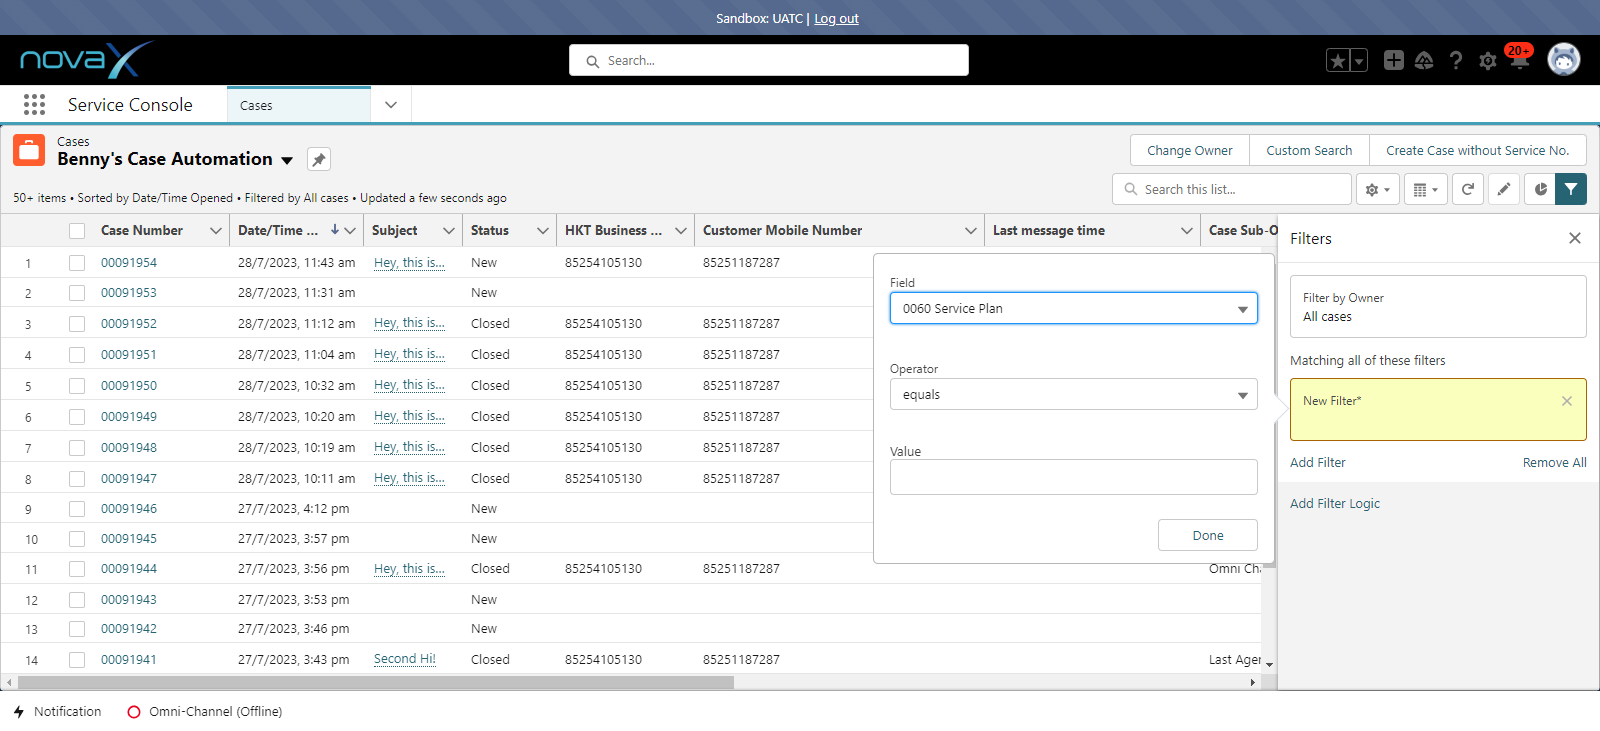 Sandbox: UATC | Log out
novaX
Search...
20+
Service Console
Cases
Cases
Benny's Case Automation
Change Owner
Custom Search
Create Case without Service No.
50+ items • Sorted by Date/Time Opened • Filtered by All cases • Updated a few seconds ago
Search this list...
Case Number Date/Time ... Subject Status HKT Business ... Customer Mobile Number Last message time Case Sub-O
1 00091954 28/7/2023, 11:43 am Hey, this is... New 85254105130 85251187287
2 00091953 28/7/2023, 11:31 am New
3 00091952 28/7/2023, 11:12 am Hey, this is... Closed 85254105130 85251187287
4 00091951 28/7/2023, 11:04 am Hey, this is... Closed 85254105130 85251187287
5 00091950 28/7/2023, 10:32 am Hey, this is... Closed 85254105130 85251187287
6 00091949 28/7/2023, 10:20 am Hey, this is... Closed 85254105130 85251187287
7 00091948 28/7/2023, 10:19 am Hey, this is... Closed 85254105130 85251187287
8 00091947 28/7/2023, 10:11 am Hey, this is... Closed 85254105130 85251187287
9 00091946 27/7/2023, 4:12 pm New
10 00091945 27/7/2023, 3:57 pm New
11 00091944 27/7/2023, 3:56 pm Hey, this is... Closed 85254105130 85251187287 Omni Cha
12 00091943 27/7/2023, 3:53 pm New
13 00091942 27/7/2023, 3:46 pm New
14 00091941 27/7/2023, 3:43 pm Second Hi! Closed 85254105130 85251187287 Last Ager
Field
0060 Service Plan
Operator
equals
Value
Done
Filters
Filter by Owner
All cases
Matching all of these filters
New Filter*
Add Filter
Remove All
Add Filter Logic
Notification
Omni-Channel (Offline)